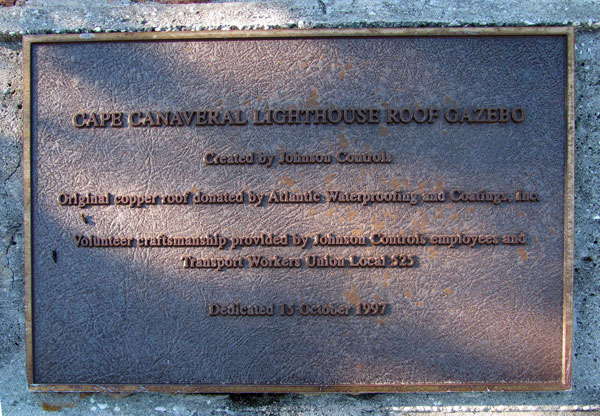 CAPE CANAVERAL LIGHTHOUSE ROOF GAZEBO
Created by Johnson Controls
Original copper roof donated by Atlantic Waterproofing and Coatings, Inc.
Volunteer craftsmanship provided by Johnson Controls employees and
Transport Workers Union Local 525
Dedicated 15 October 1997